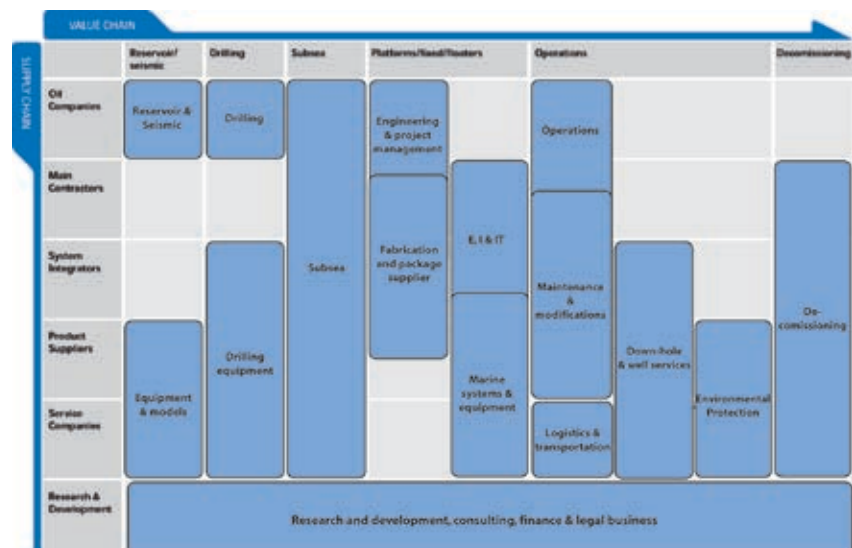 VALUE CHAIN
SUPPLY CHAIN
Reservoir/
seismic
Drilling
Subsea
Platforms/fixed/floaters
Operations
Decomissioning
Oil
Companies
Reservoir &
Seismic
Drilling
Engineering
& project
management
Operations
Main
Contractors
System
Integrators
Subsea
Fabrication
and package
supplier
E, I & IT
Maintenance
&
modifications
De-
comissioning
Product
Suppliers
Drilling
equipment
Down-hole
& well services
Equipment
& models
Marine
systems &
equipment
Environmental
Protection
Service
Companies
Logistics &
transportation
Research &
Development
Research and development, consulting, finance & legal business